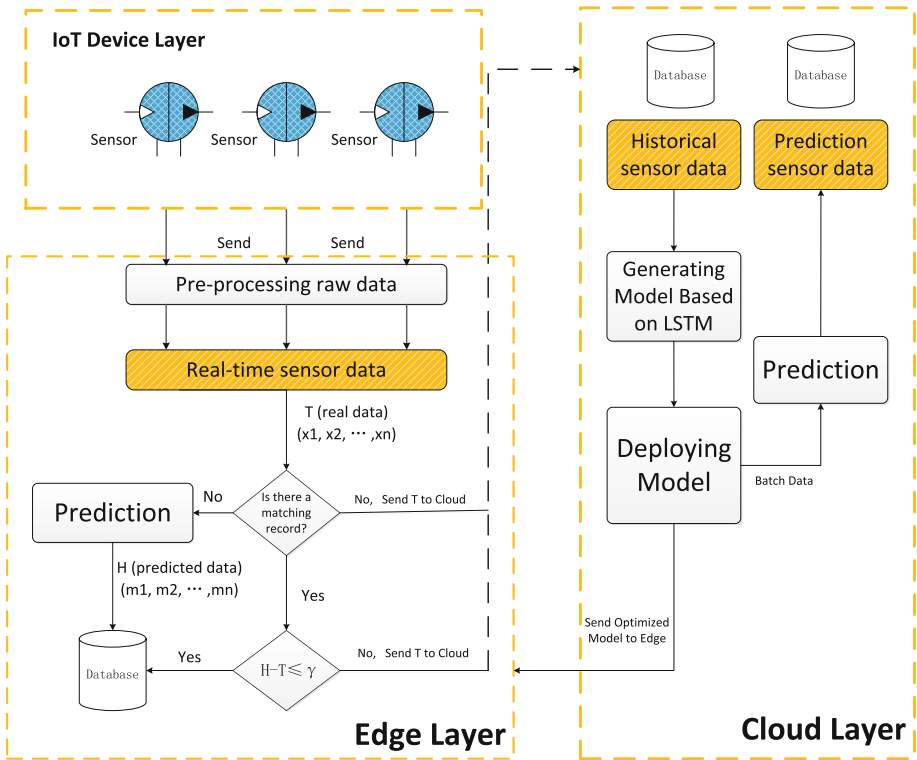 IoT Device Layer
Sensor
Sensor
Sensor
Send
Send
Pre-processing raw data
Real-time sensor data
T (real data)
(x1, x2, ··· ,xn)
Is there a
matching
record?
No
No, Send T to Cloud
Prediction
H (predicted data)
(m1, m2, ··· ,mn)
Yes
Database
Yes
H-T≤ γ
No, Send T to Cloud
Edge Layer
Database
Database
Historical
sensor data
Prediction
sensor data
Generating
Model Based
on LSTM
Prediction
Deploying
Model
Batch Data
Send Optimized
Model to Edge
Cloud Layer